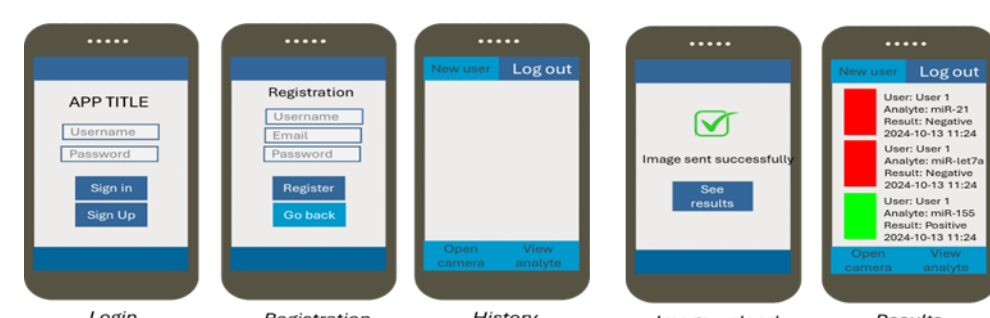 APP TITLE
Username
Password
Sign in
Sign Up
Login
Registration
Username
Email
Password
Register
Go back
Registration
New user Log out
Open camera
View analyte
History
Image sent successfully
See
results
New user Log out
User: User 1
Analyte: miR-21
Result: Negative
2024-10-13 11:24
User: User 1
Analyte: miR-let7a
Result: Negative
2024-10-13 11:24
User: User 1
Analyte: miR-155
Result: Positive
2024-10-13 11:24
Open camera
View analyte
Results